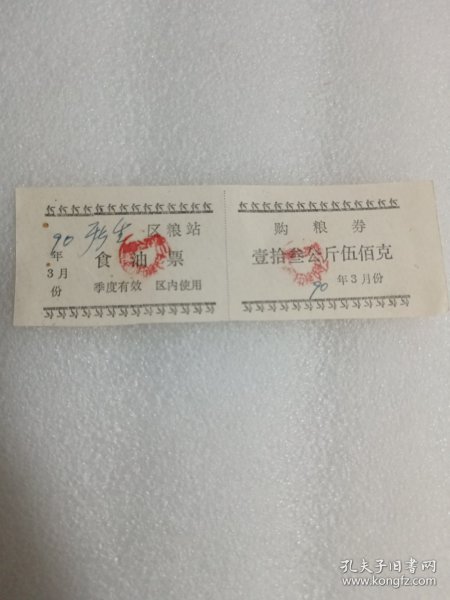 90
年
3月
份
区粮站
食油票
季度有效 区内使用
购粮券
壹拾叁公斤伍佰克
90年3月份
孔夫子旧书网
www.kongfz.com